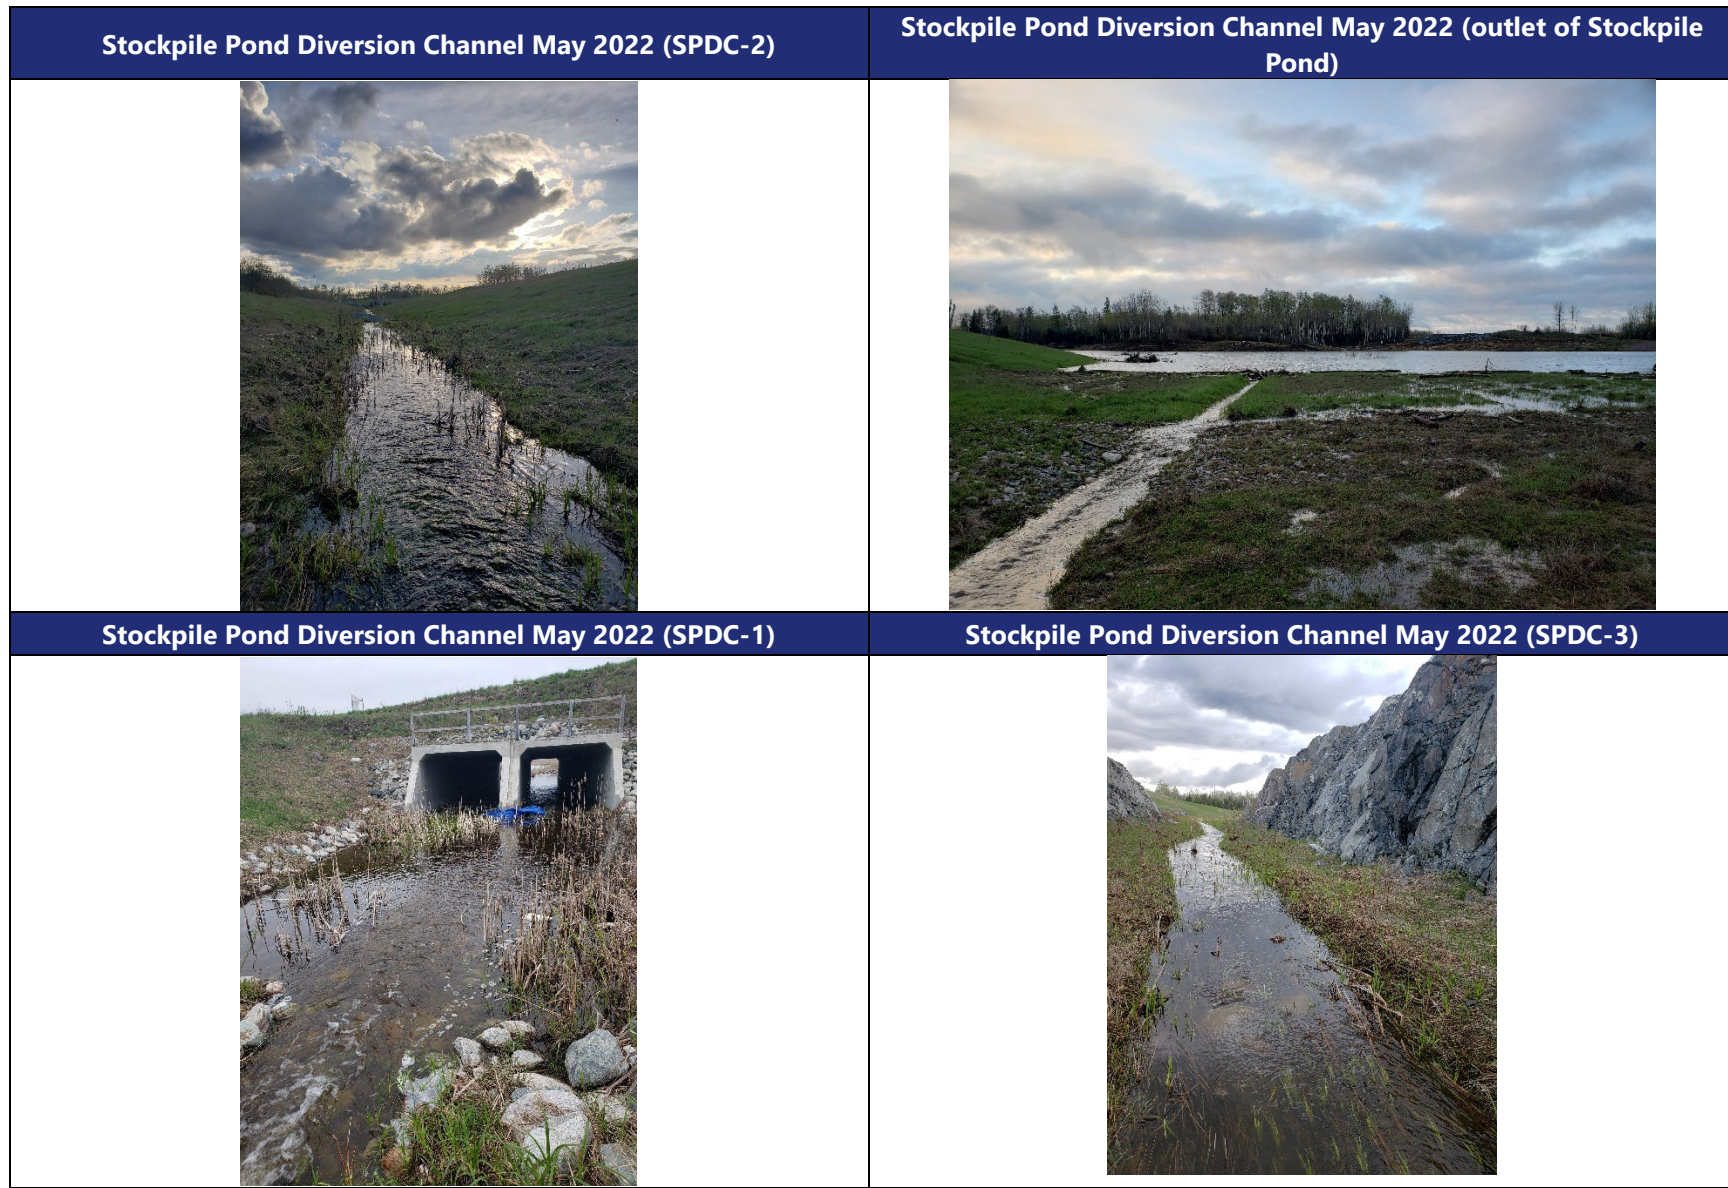 Stockpile Pond Diversion Channel May 2022 (SPDC-2)
Stockpile Pond Diversion Channel May 2022 (outlet of Stockpile
Pond)
Stockpile Pond Diversion Channel May 2022 (SPDC-1)
Stockpile Pond Diversion Channel May 2022 (SPDC-3)